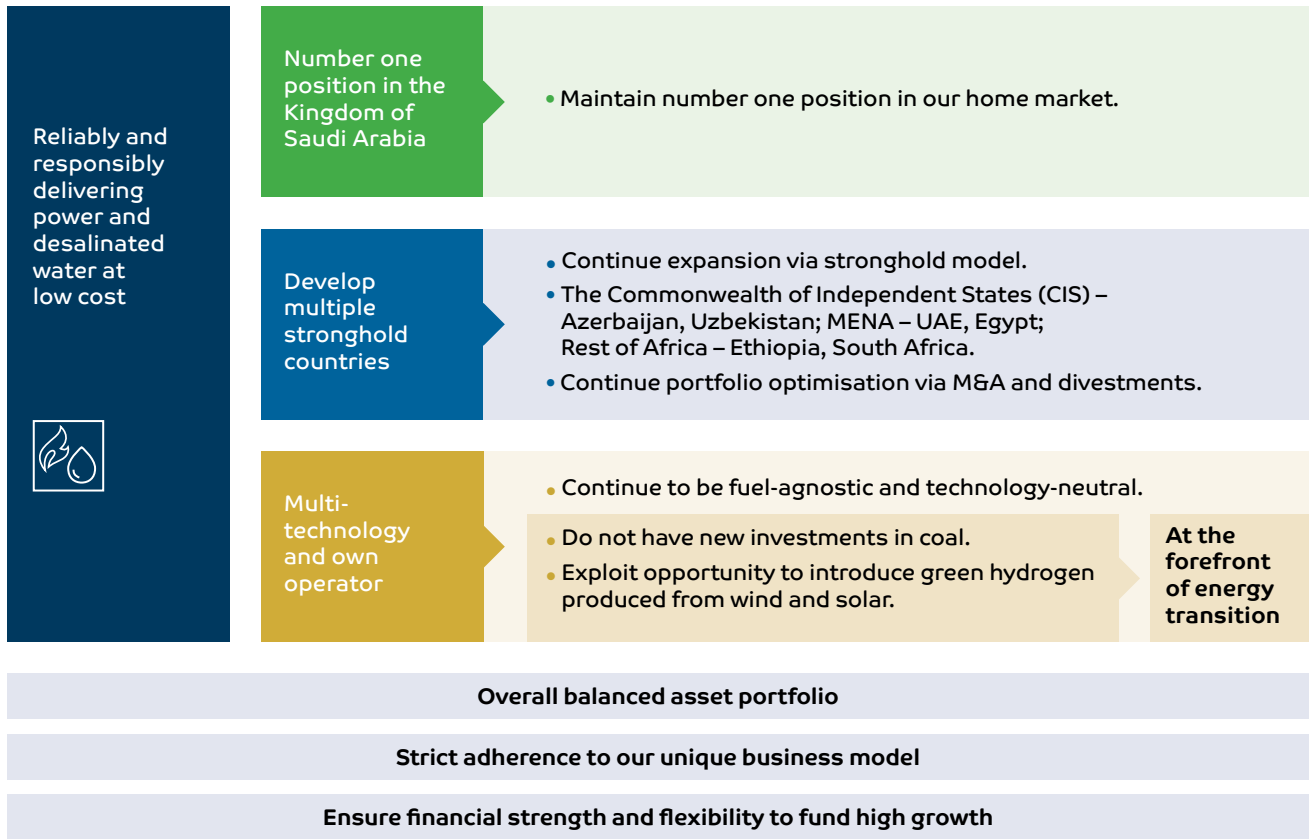 Reliably and
responsibly
delivering
power and
desalinated
water at
low cost
Number one
position in the
Kingdom of
Saudi Arabia
• Maintain number one position in our home market.
Develop
multiple
stronghold
countries
• Continue expansion via stronghold model.
• The Commonwealth of Independent States (CIS) –
Azerbaijan, Uzbekistan; MENA – UAE, Egypt;
Rest of Africa – Ethiopia, South Africa.
• Continue portfolio optimisation via M&A and divestments.
Multi-
technology
and own
operator
• Continue to be fuel-agnostic and technology-neutral.
• Do not have new investments in coal.
• Exploit opportunity to introduce green hydrogen
produced from wind and solar.
At the
forefront
of energy
transition
Overall balanced asset portfolio
Strict adherence to our unique business model
Ensure financial strength and flexibility to fund high growth